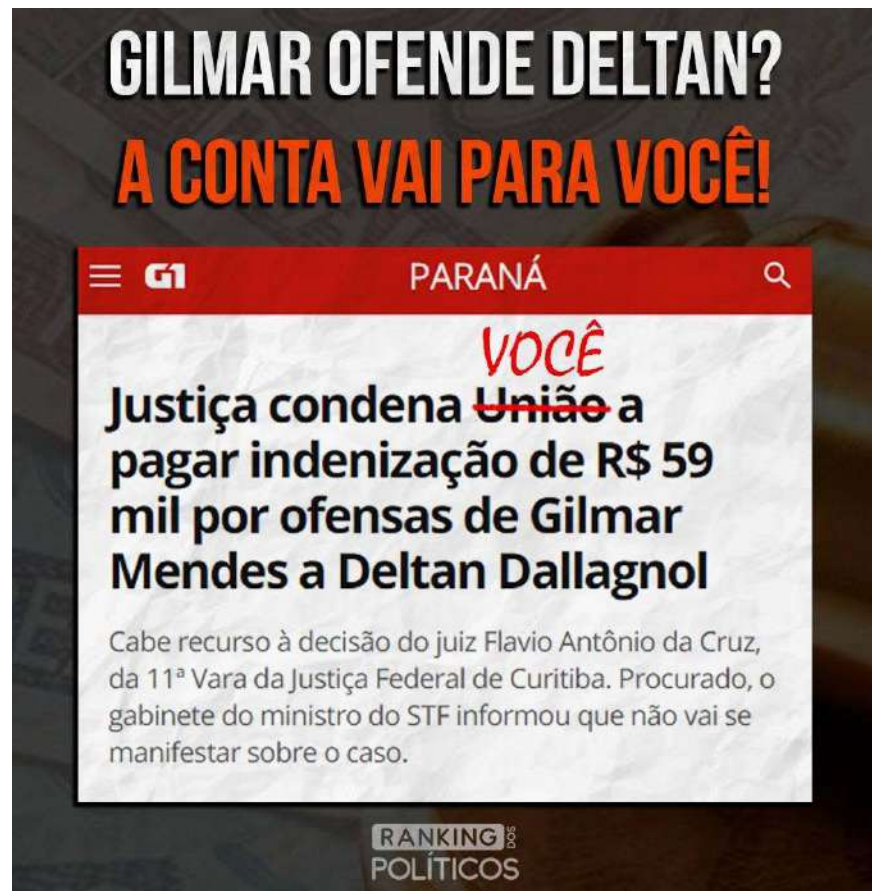 GILMAR OFENDE DELTAN?
A CONTA VAI PARA VOCÊ!
G1 PARANÁ
VOCÊ
Justiça condena União a
pagar indenização de R$ 59
mil por ofensas de Gilmar
Mendes a Deltan Dallagnol
Cabe recurso à decisão do juiz Flavio Antônio da Cruz,
da 11ª Vara da Justiça Federal de Curitiba. Procurado, o
gabinete do ministro do STF informou que não vai se
manifestar sobre o caso.
RANKING DOS
POLÍTICOS